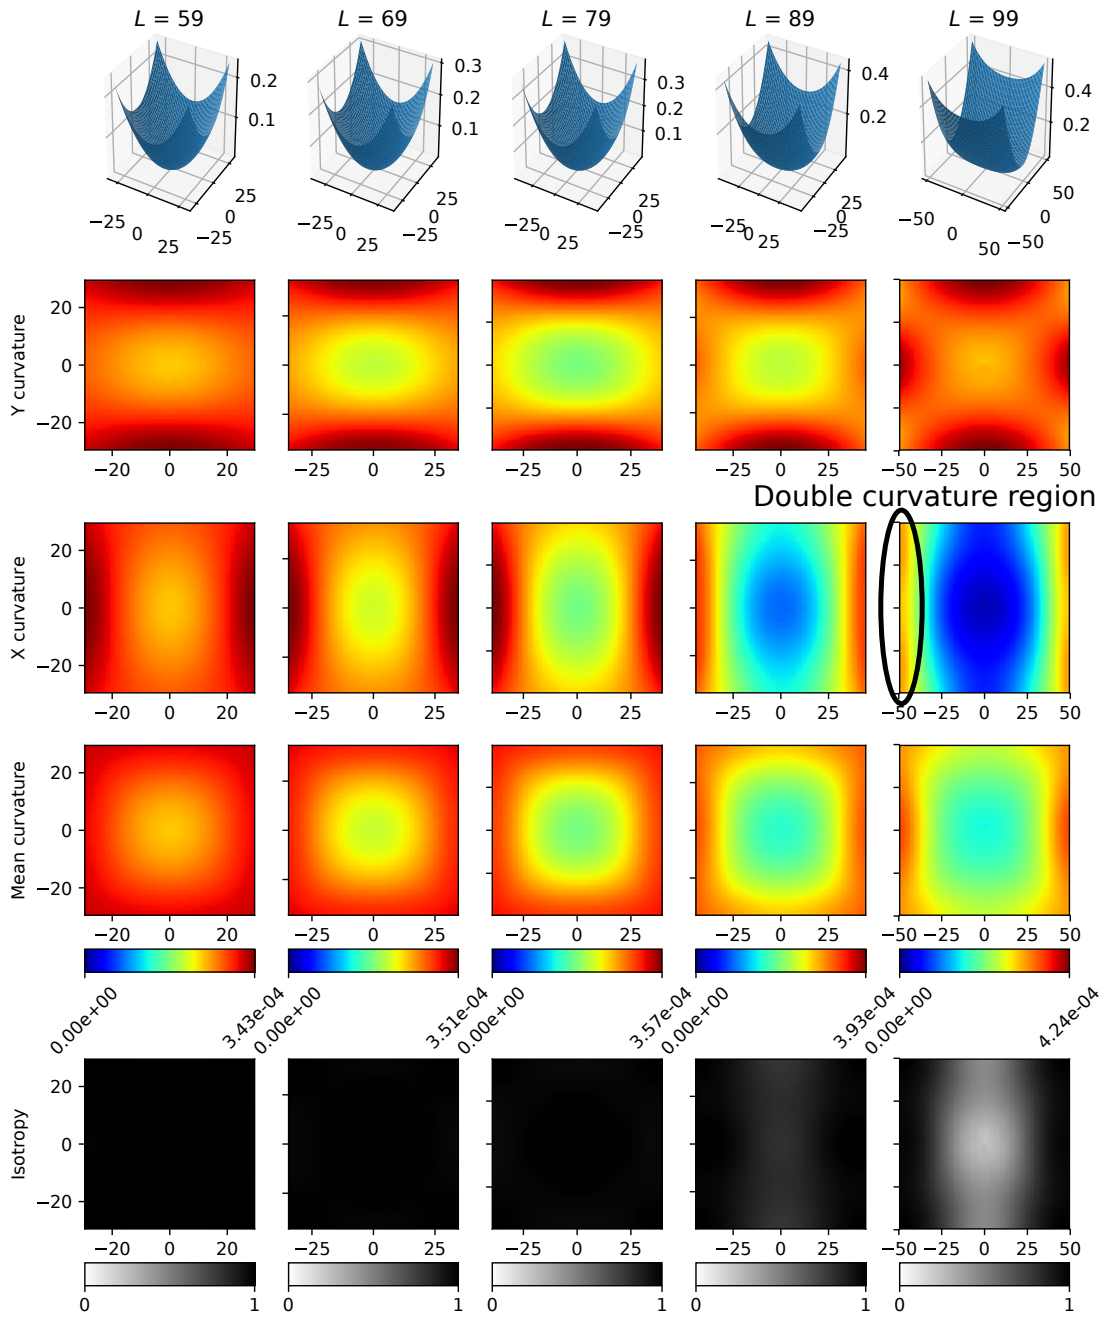 L = 59 L = 69 L = 79 L = 89 L = 99
0.2 0.1 0.3 0.2 0.1 0.3 0.2 0.1 0.4 0.2 0.4 0.2
−25 0 25 −25 0 25 −25 0 25 −25 0 25 −25 0 25 −25 0 25 −25 0 25 −25 0 25 −50 0 50 −50 0 50
Y curvature
20
0
−20
−20 0 20 −25 0 25 −25 0 25 −25 0 25 −50 −25 0 25 50
Double curvature region
X curvature
20
0
−20
−20 0 20 −25 0 25 −25 0 25 −25 0 25 −50 −25 0 25 50
Mean curvature
20
0
−20
−20 0 20 −25 0 25 −25 0 25 −25 0 25 −50 −25 0 25 50
0.00e+00 3.43e-04 0.00e+00 3.51e-04 0.00e+00 3.57e-04 0.00e+00 3.93e-04 0.00e+00 4.24e-04
Isotropy
20
0
−20
−20 0 20 −25 0 25 −25 0 25 −25 0 25 −50 −25 0 25 50
0 1 0 1 0 1 0 1 0 1